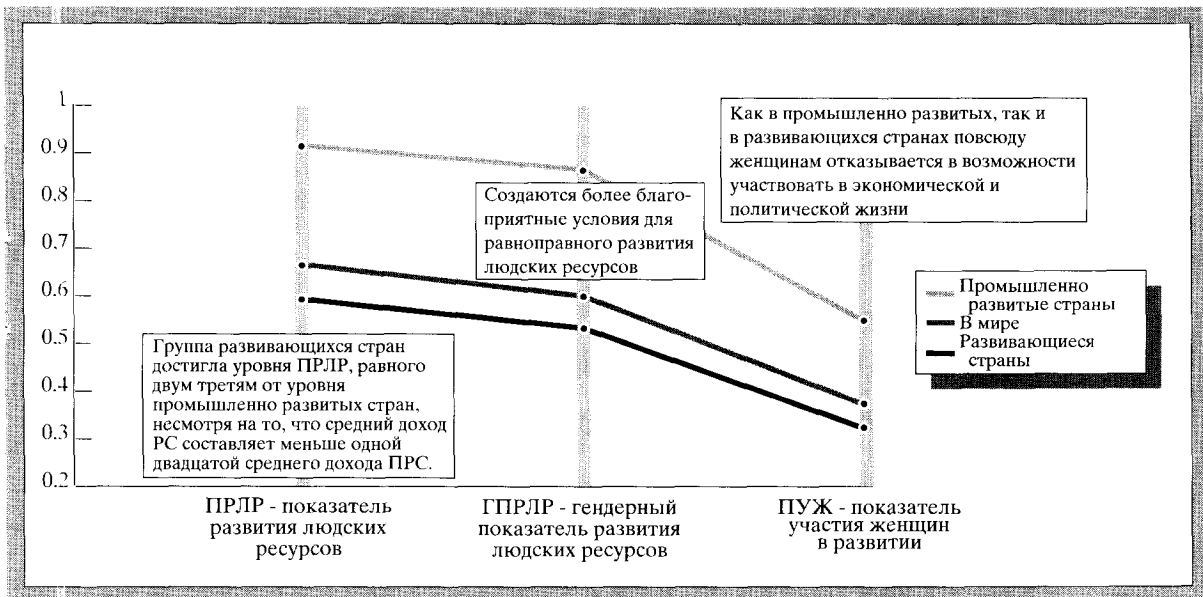 1
0.9
0.8
0.7
0.6
0.5
0.4
0.3
0.2
Как в промышленно развитых, так и
в развивающихся странах повсюду
женщинам отказывается в возможности
участвовать в экономической и
политической жизни
Создаются более благо-
приятные условия для
равноправного развития
людских ресурсов
Промышленно
развитые страны
В мире
Развивающиеся
страны
Группа развивающихся стран
достигла уровня ПРЛР, равного
двум третям от уровня
промышленно развитых стран,
несмотря на то, что средний доход
РС составляет меньше одной
двадцатой среднего дохода ПРС.
ПРЛР - показатель
развития людских
ресурсов
ГПРЛР - гендерный
показатель развития
людских ресурсов
ПУЖ - показатель
участия женщин
в развитии